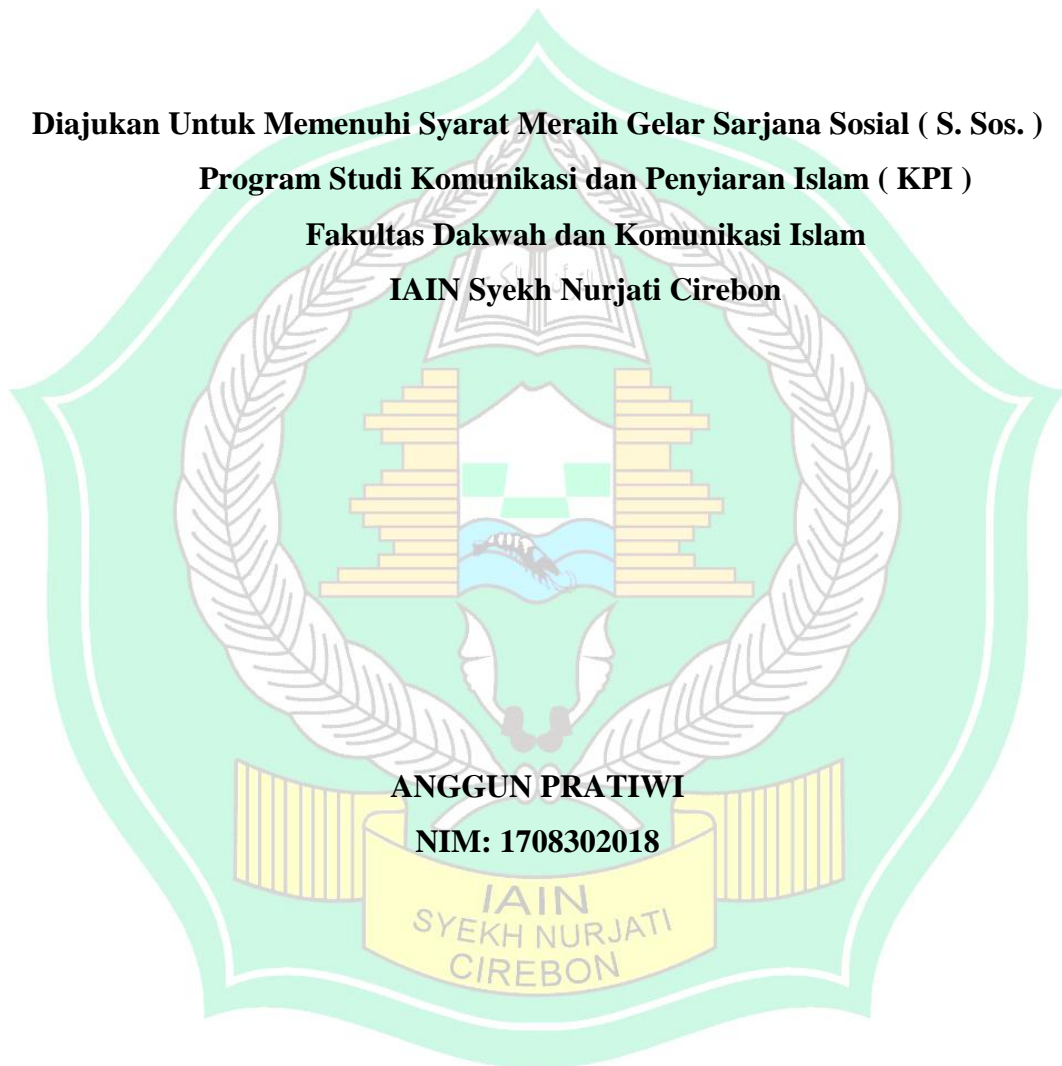 Diajukan Untuk Memenuhi Syarat Meraih Gelar Sarjana Sosial ( S. Sos. )
Program Studi Komunikasi dan Penyiaran Islam ( KPI )
Fakultas Dakwah dan Komunikasi Islam
IAIN Syekh Nurjati Cirebon
ANGGUN PRATIWI
NIM: 1708302018
IAIN
SYEKH NURJATI
CIREBON